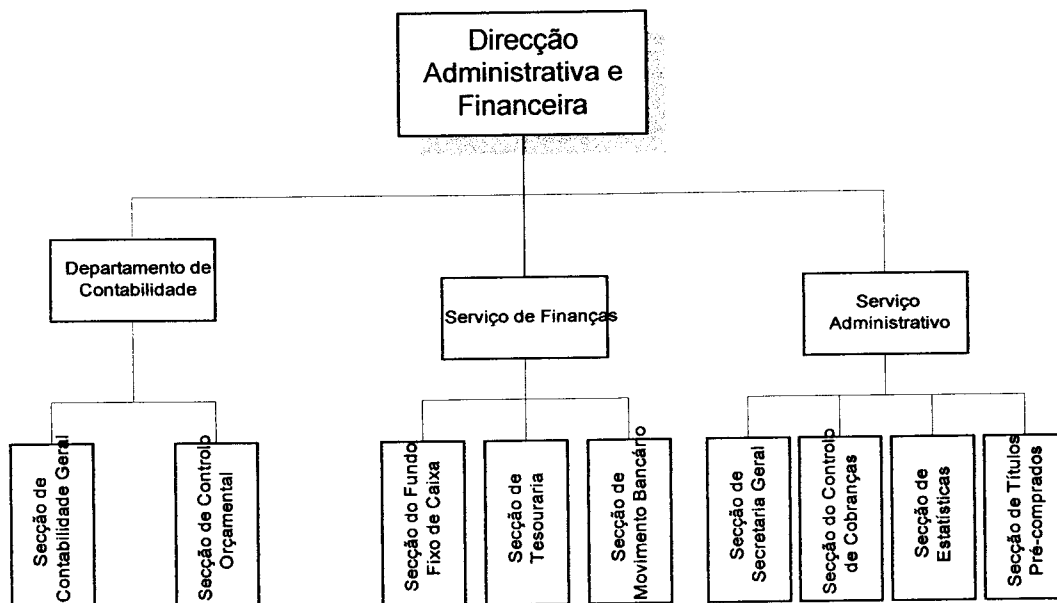 Direcção
Administrativa e
Financeira
Departamento de
Contabilidade
Serviço de Finanças
Serviço
Administrativo
Secção de
Contabilidade Geral
Secção de Controlo
Orçamental
Secção do Fundo
Fixo de Caixa
Secção de
Tesouraria
Secção de
Movimento Bancário
Secção de
Secretaria Geral
Secção do Controlo
de Cobranças
Secção de
Estatísticas
Secção de Títulos
Pré-comprados